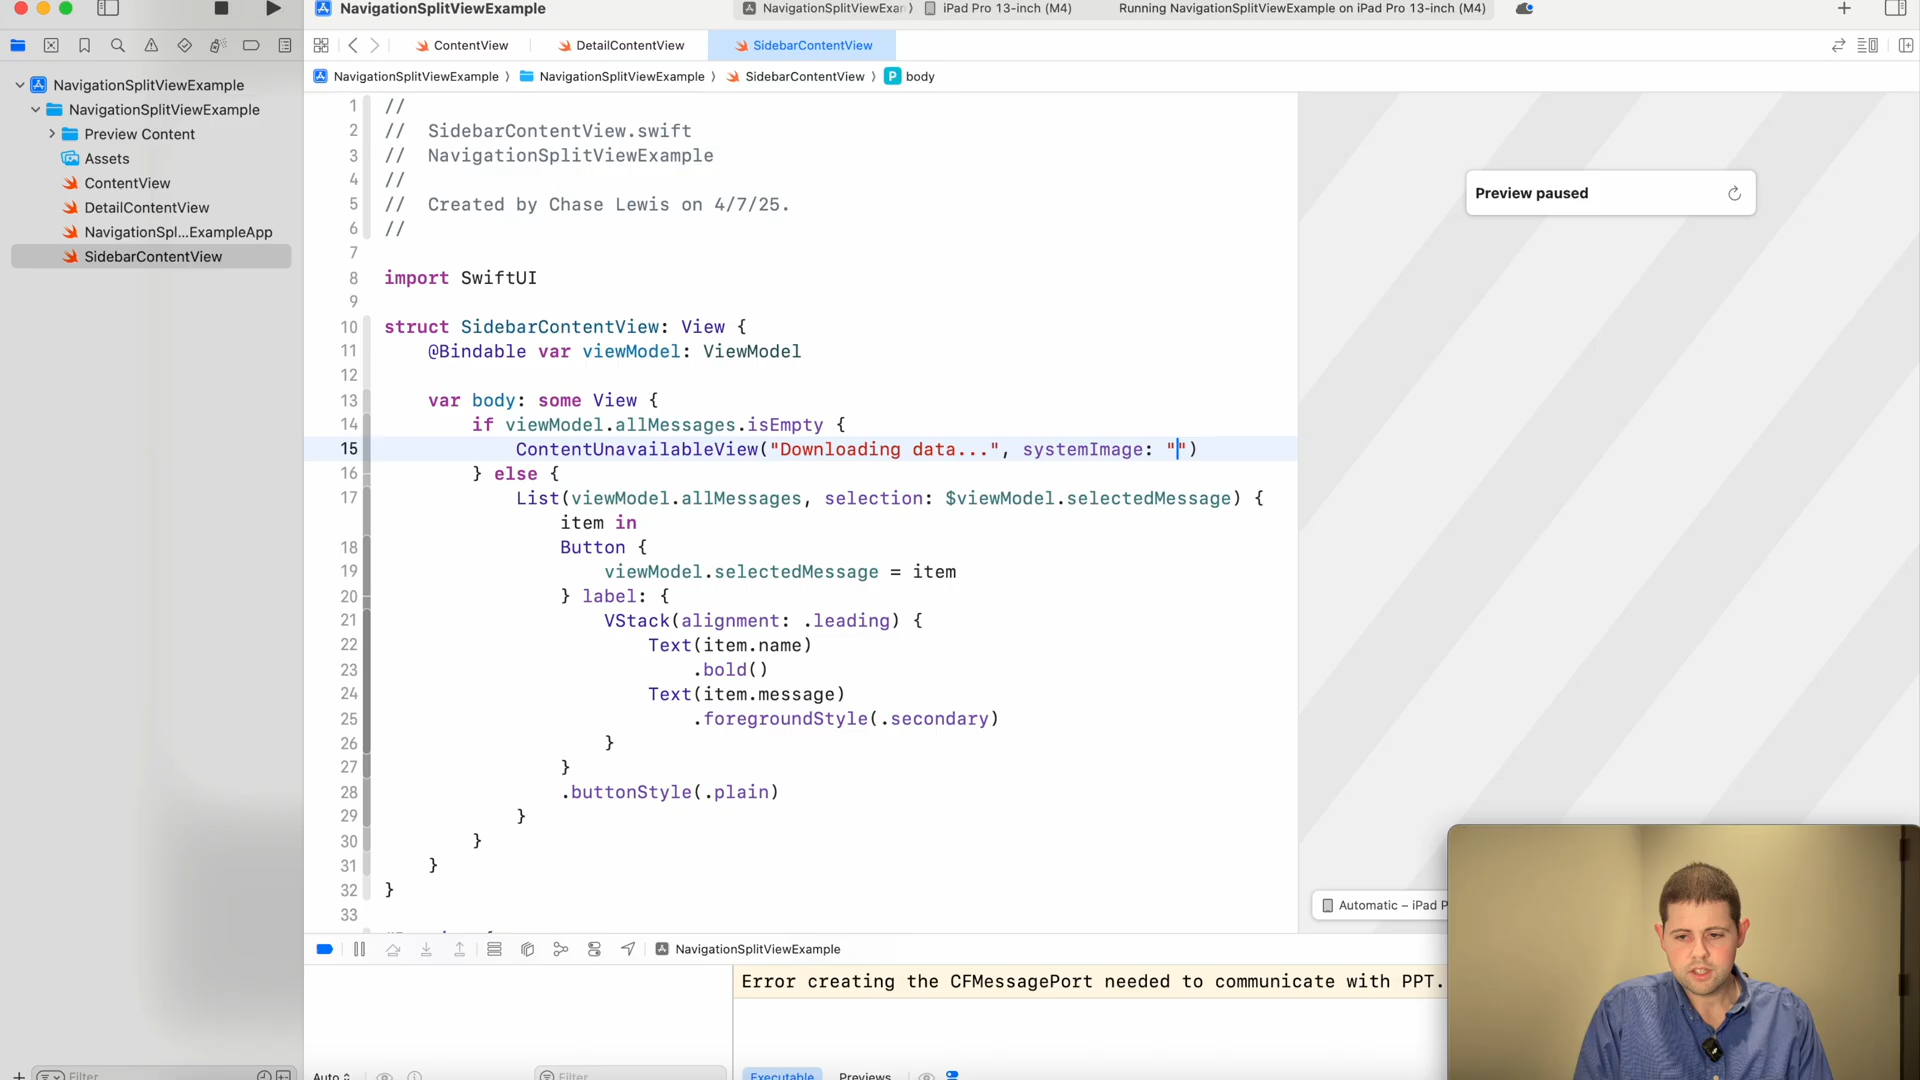 NavigationSplitViewExample
NavigationSplitViewExar
iPad Pro 13-inch (M4)
Running NavigationSplitViewExample on iPad Pro 13-inch (M4)
ContentView
DetailContentView
SidebarContentView
NavigationSplitViewExample
NavigationSplitViewExample
SidebarContentView
P body
NavigationSplitViewExample
NavigationSplitViewExample
Preview Content
Assets
ContentView
DetailContentView
NavigationSpl...ExampleApp
SidebarContentView
1 //
2 // SidebarContentView.swift
3 // NavigationSplitViewExample
4 //
5 // Created by Chase Lewis on 4/7/25.
6 //
7
8 import SwiftUI
9
10 struct SidebarContentView: View {
11 @Bindable var viewModel: ViewModel
12
13 var body: some View {
14 if viewModel.allMessages.isEmpty {
15 ContentUnavailableView("Downloading data...", systemImage: "")
16 } else {
17 List(viewModel.allMessages, selection: $viewModel.selectedMessage) {
item in
18 Button {
19 viewModel.selectedMessage = item
20 } label: {
21 VStack(alignment: .leading) {
22 Text(item.name)
23 .bold()
24 Text(item.message)
25 .foregroundStyle(.secondary)
26 }
27 }
28 .buttonStyle(.plain)
29 }
30 }
31 }
32 }
33
Preview paused
Automatic – iPad P
NavigationSplitViewExample
Error creating the CFMessagePort needed to communicate with PPT.
Filter
Auto
Filter
Executable
Previews